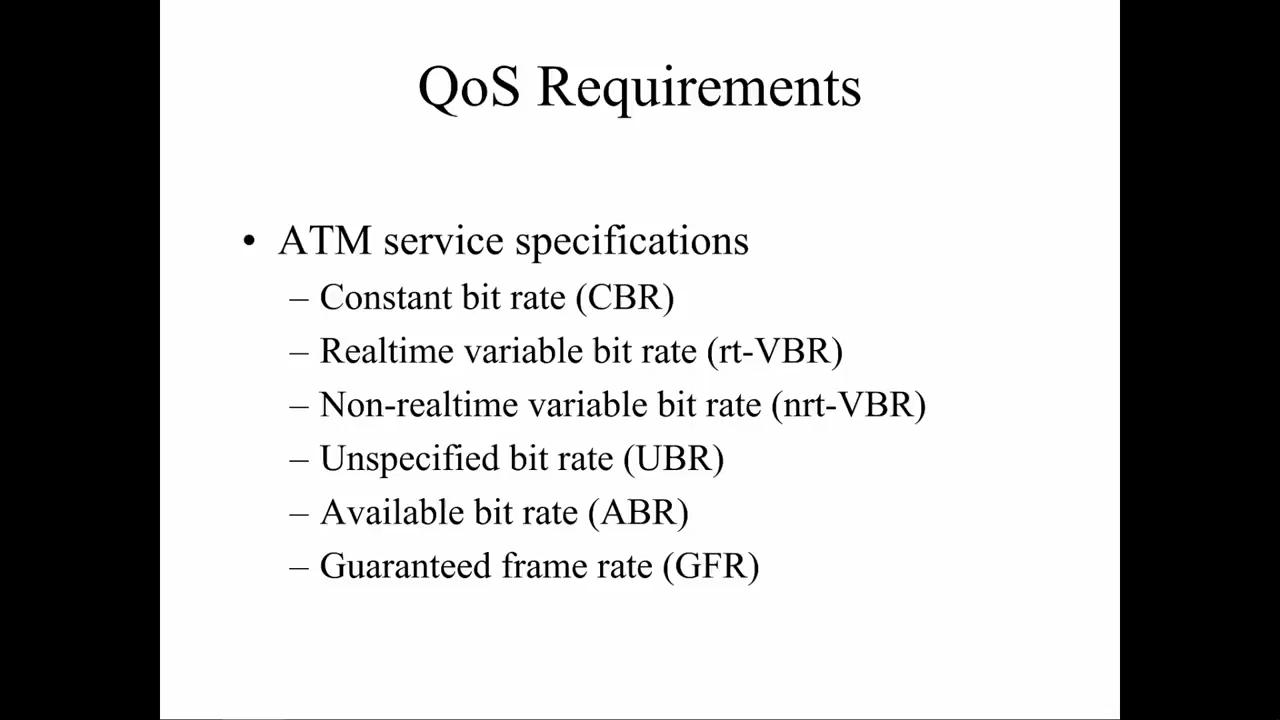 QoS Requirements
• ATM service specifications
– Constant bit rate (CBR)
– Realtime variable bit rate (rt-VBR)
– Non-realtime variable bit rate (nrt-VBR)
– Unspecified bit rate (UBR)
– Available bit rate (ABR)
– Guaranteed frame rate (GFR)